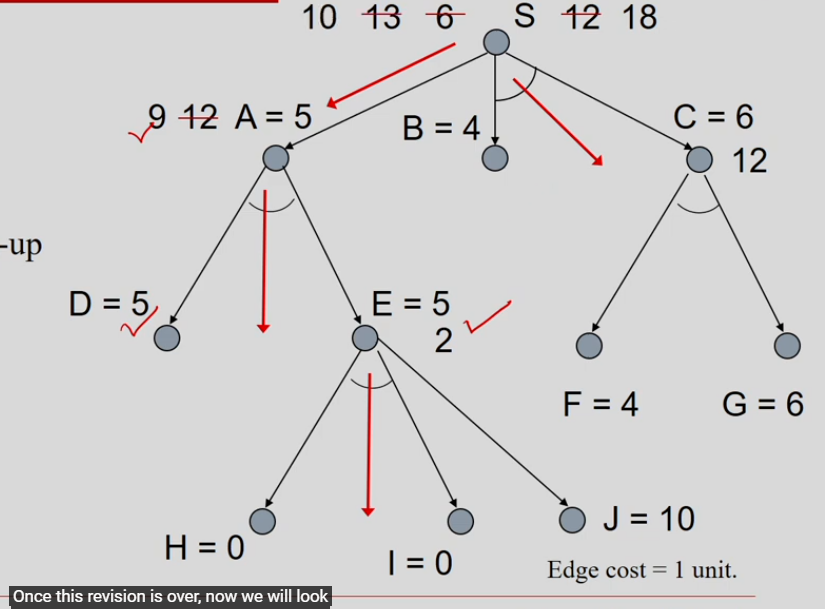 10 13 6 S 12 18
9 12 A = 5
B = 4
C = 6
12
-up
D = 5
E = 5
2
F = 4
G = 6
H = 0
I = 0
J = 10
Edge cost = 1 unit.
Once this revision is over, now we will look